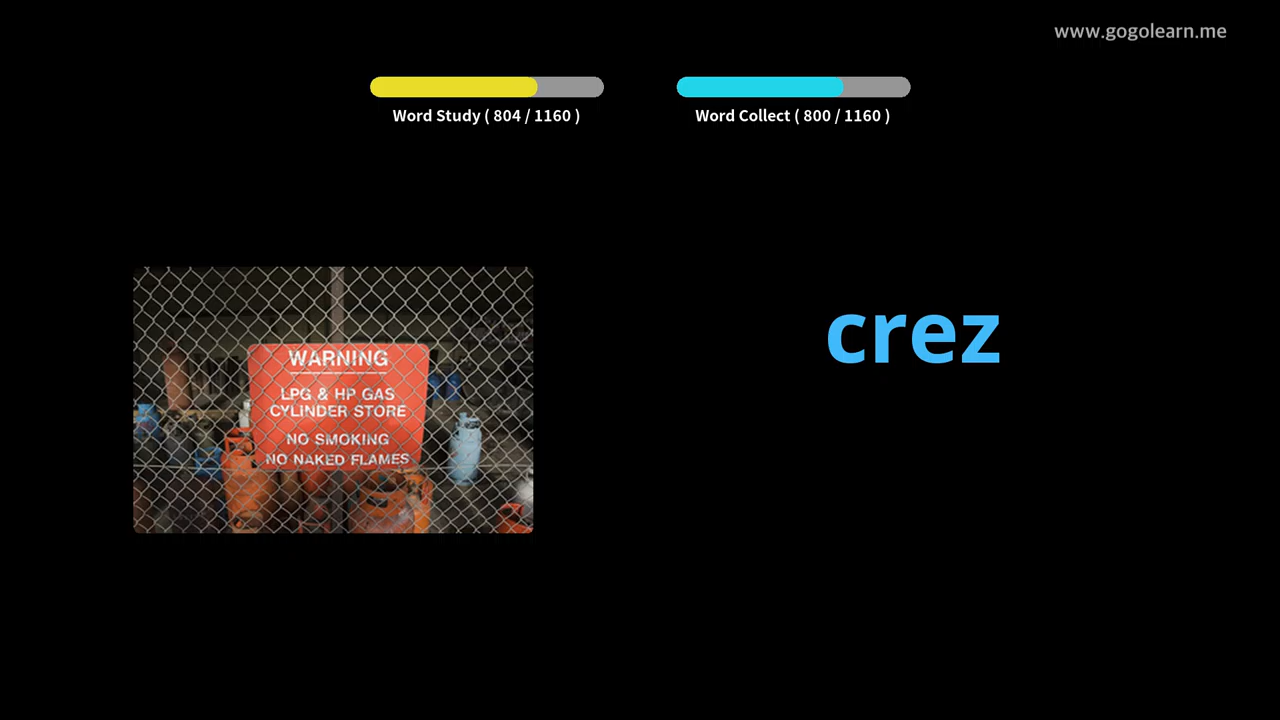 www.gogolearn.me
Word Study ( 804 / 1160 )
Word Collect ( 800 / 1160 )
WARNING
LPG & HP GAS
CYLINDER STORE
NO SMOKING
NO NAKED FLAMES
crez